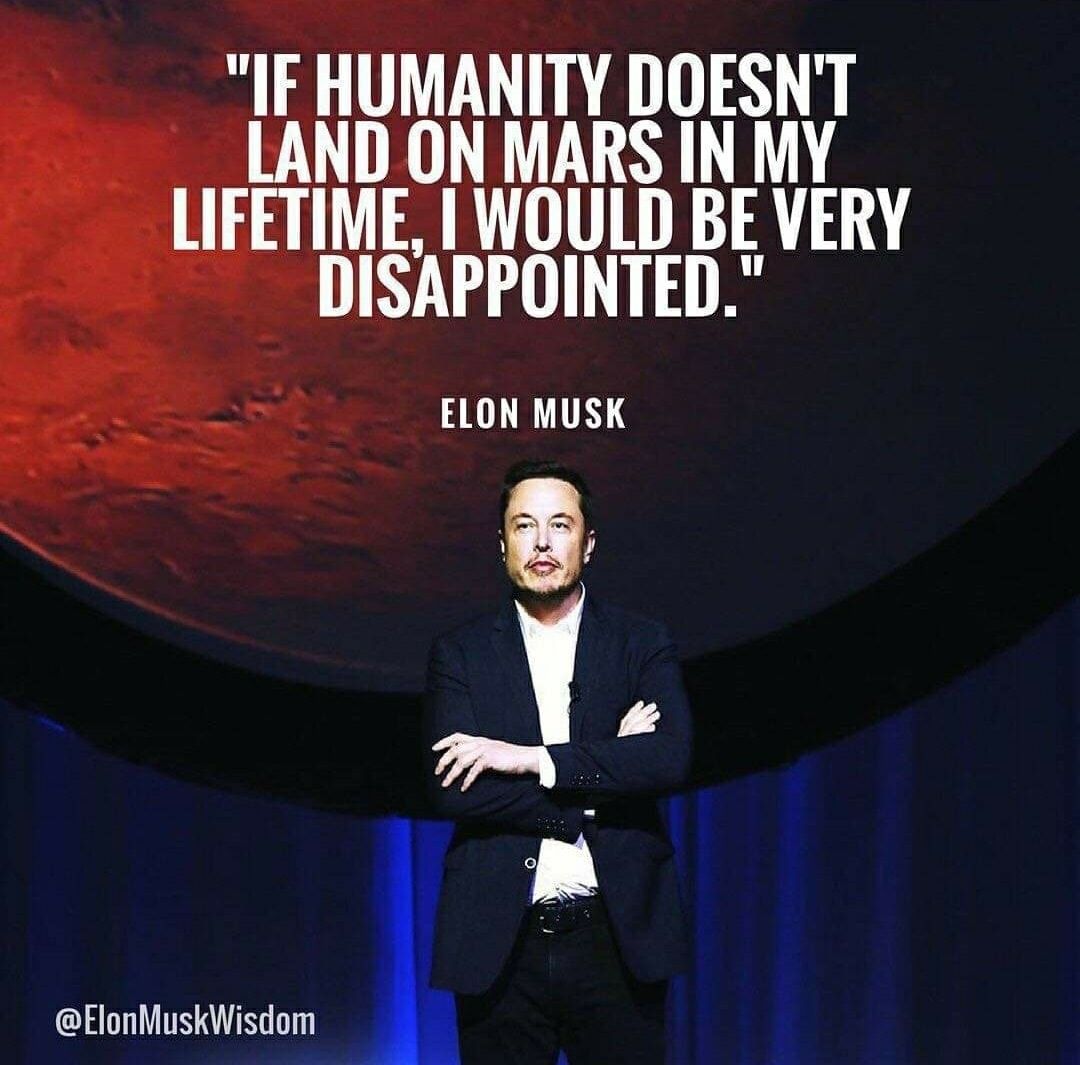 "IF HUMANITY DOESN'T
LAND ON MARS IN MY
LIFETIME, I WOULD BE VERY
DISAPPOINTED."
ELON MUSK
@ElonMuskWisdom